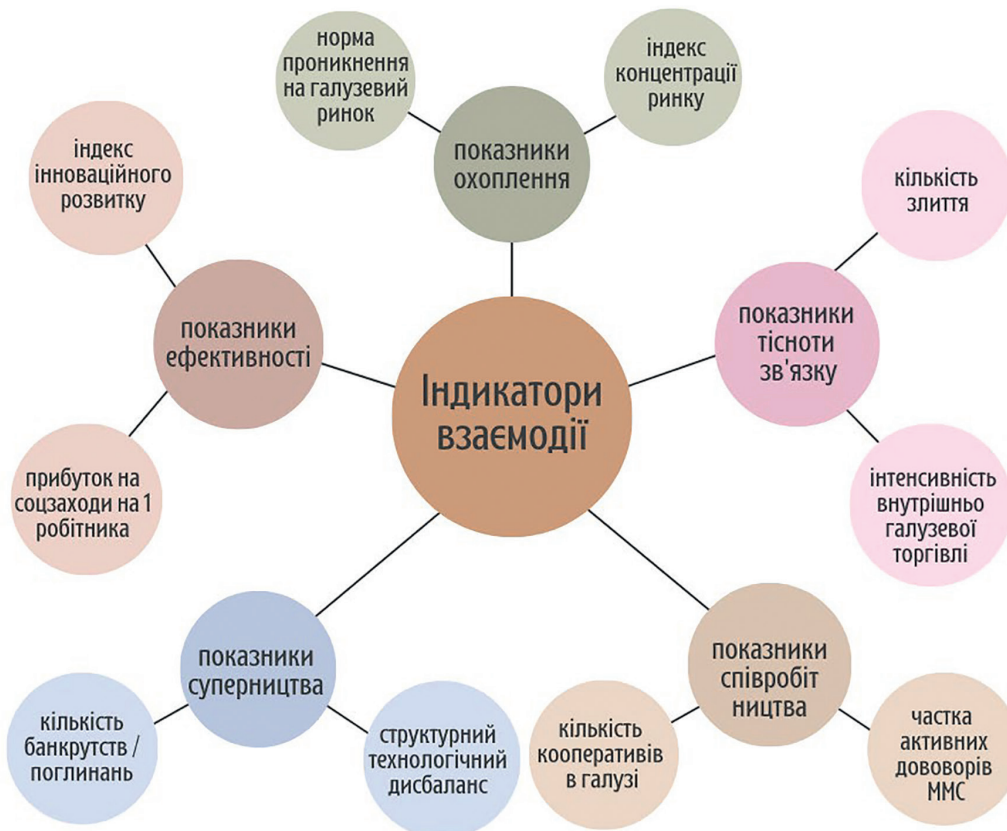 норма
проникнення
на галузевий
ринок
індекс
концентрації
ринку
показники
охоплення
індекс
інноваційного
розвитку
кількість
злиття
показники
ефективності
показники
тісноти
зв'язку
Індикатори
взаємодії
прибуток на
соцзаходи на 1
робітника
інтенсивність
внутрішньо
галузевої
торгівлі
показники
суперництва
показники
співробіт
ництва
кількість
банкрутств /
поглинань
структурний
технологічний
дисбаланс
кількість
кооперативів
в галузі
частка
активних
дововорів
ММС